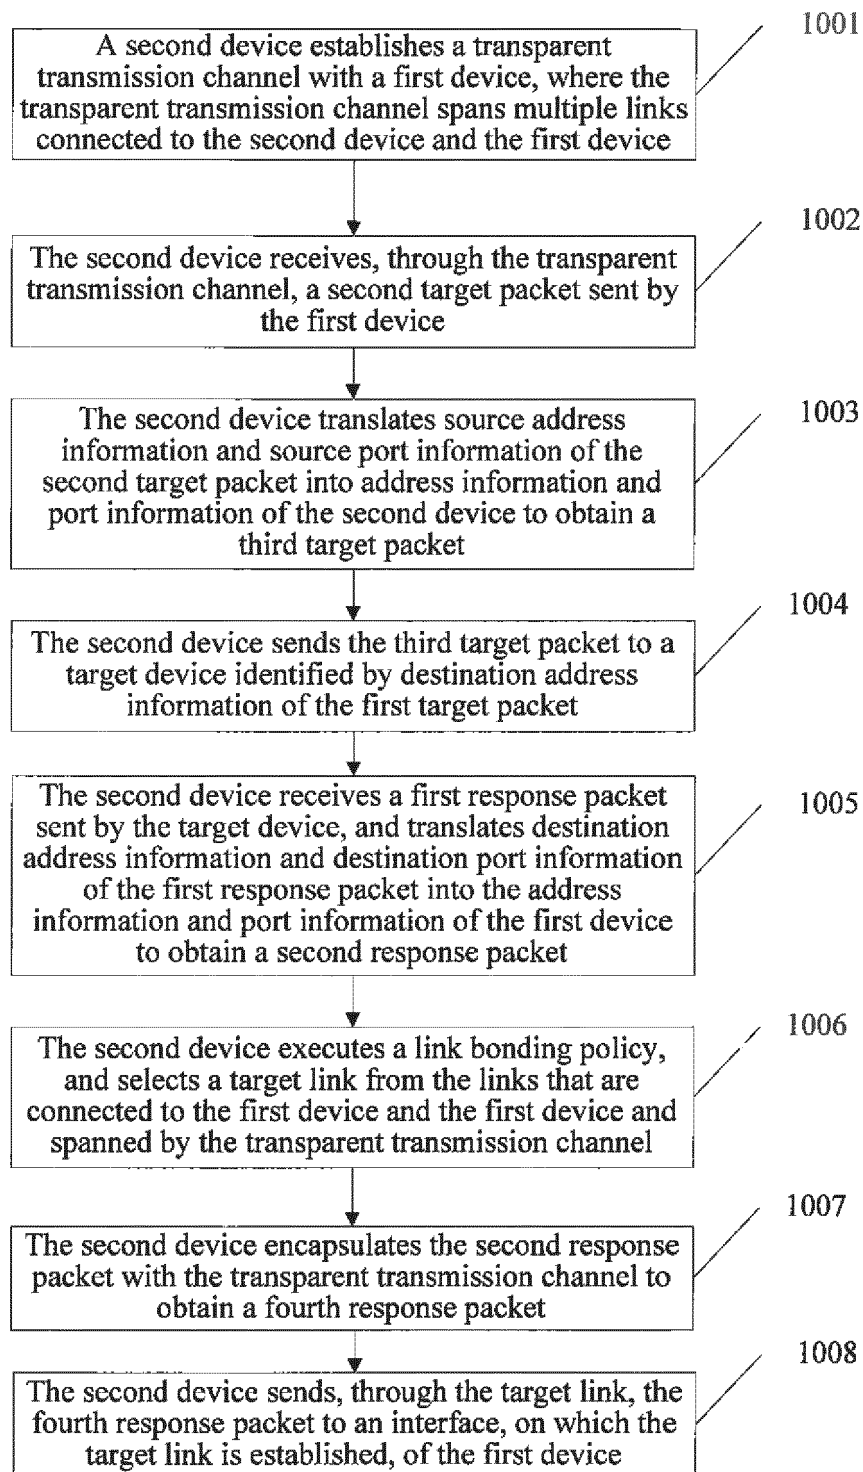 1001
A second device establishes a transparent
transmission channel with a first device, where the
transparent transmission channel spans multiple links
connected to the second device and the first device
1002
The second device receives, through the transparent
transmission channel, a second target packet sent by
the first device
1003
The second device translates source address
information and source port information of the
second target packet into address information and
port information of the second device to obtain a
third target packet
1004
The second device sends the third target packet to a
target device identified by destination address
information of the first target packet
1005
The second device receives a first response packet
sent by the target device, and translates destination
address information and destination port information
of the first response packet into the address
information and port information of the first device
to obtain a second response packet
1006
The second device executes a link bonding policy,
and selects a target link from the links that are
connected to the first device and the first device and
spanned by the transparent transmission channel
1007
The second device encapsulates the second response
packet with the transparent transmission channel to
obtain a fourth response packet
1008
The second device sends, through the target link, the
fourth response packet to an interface, on which the
target link is established, of the first device